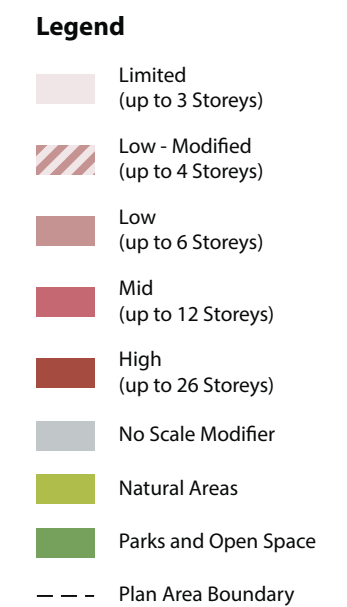 Legend
Limited
(up to 3 Storeys)
Low - Modified
(up to 4 Storeys)
Low
(up to 6 Storeys)
Mid
(up to 12 Storeys)
High
(up to 26 Storeys)
No Scale Modifier
Natural Areas
Parks and Open Space
Plan Area Boundary